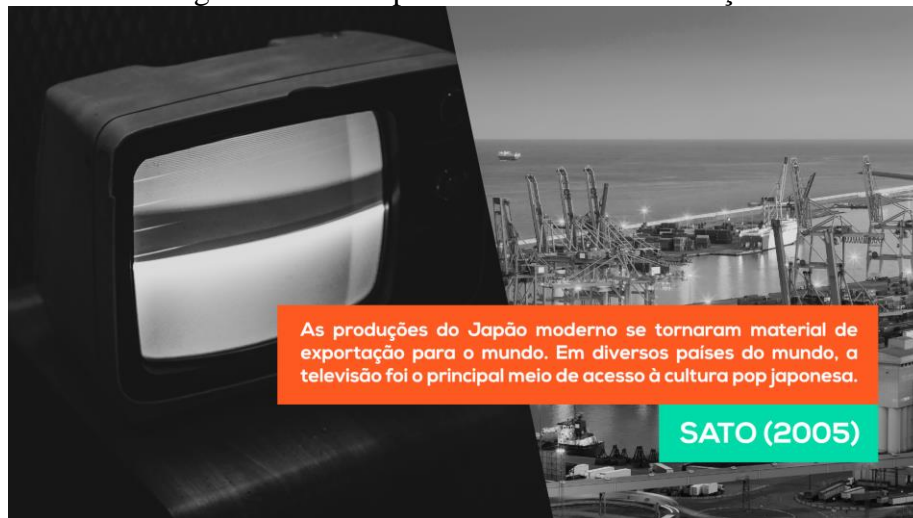 As produções do Japão moderno se tornaram material de
exportação para o mundo. Em diversos países do mundo, a
televisão foi o principal meio de acesso à cultura pop japonesa.
SATO (2005)